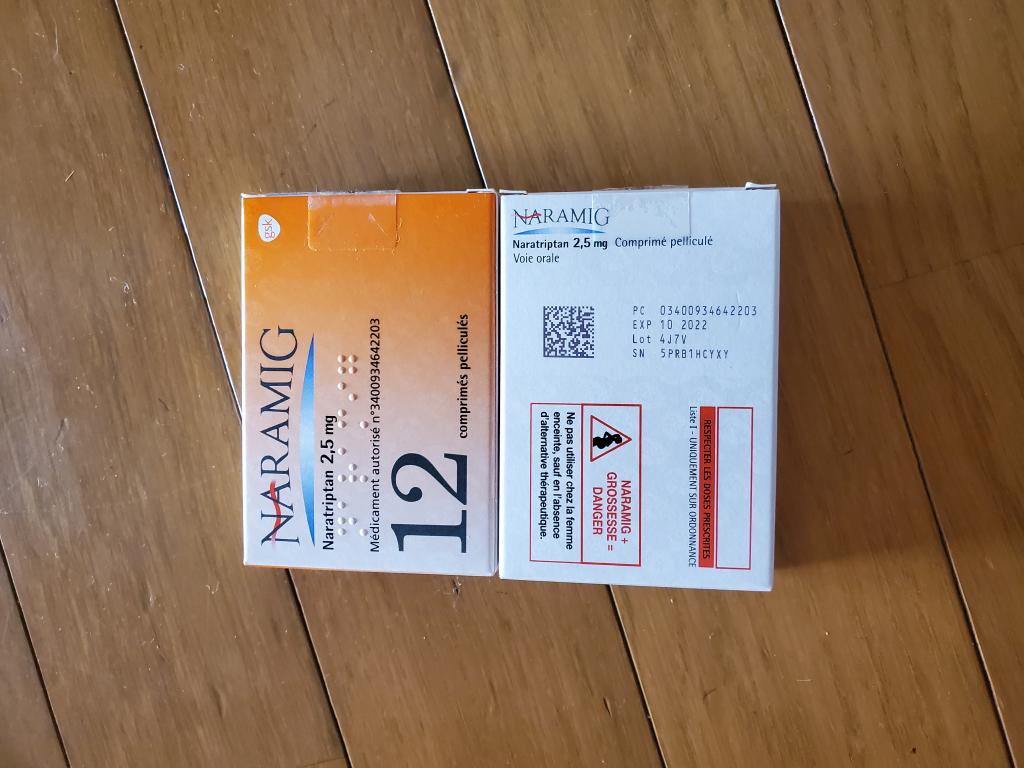 gsk
NARAMIG
Naratriptan 2,5 mg
Médicament autorisé n°3400934642203
12
comprimés pelliculés
NARAMIG
Naratriptan 2,5 mg Comprimé pelliculé
Voie orale
PC 03400934642203
EXP 10 2022
Lot 4J7V
SN 5PRB1HCYXY
NARAMIG +
GROSSESSE =
DANGER
Ne pas utiliser chez la femme
enceinte, sauf en l'absence
d'alternative thérapeutique.
RESPECTER LES DOSES PRESCRITES
Liste I - UNIQUEMENT SUR ORDONNANCE